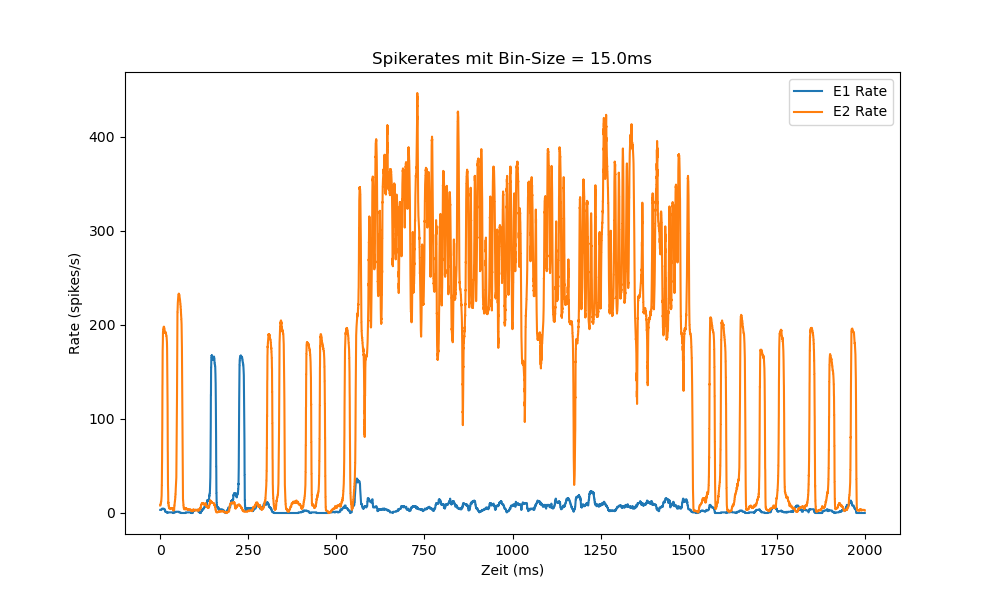 Spikerates mit Bin-Size = 15.0ms
E1 Rate
E2 Rate
400
300
200
100
0
Rate (spikes/s)
0 250 500 750 1000 1250 1500 1750 2000
Zeit (ms)